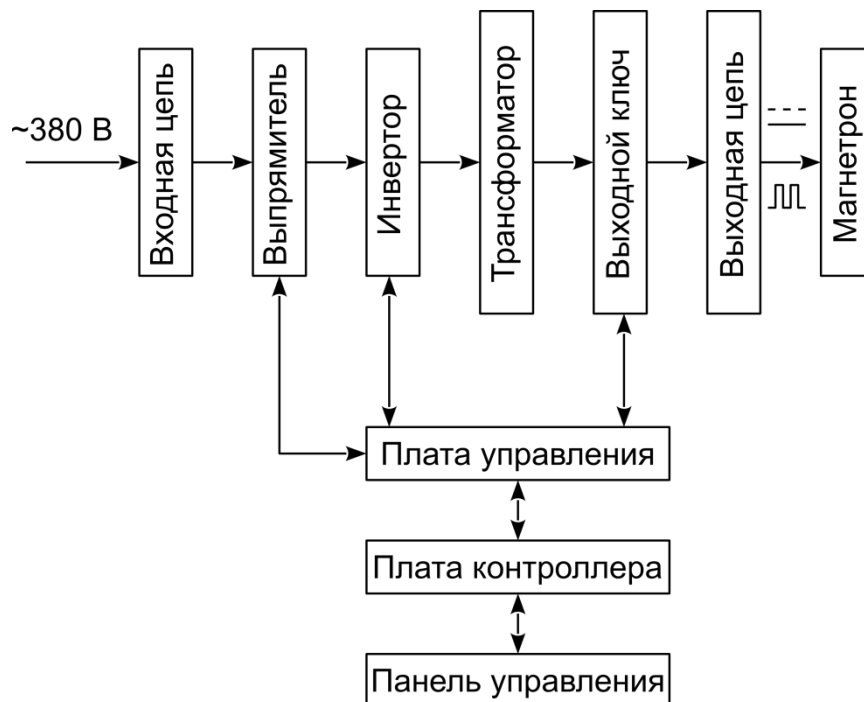 ~380 В
Входная цепь
Выпрямитель
Инвертор
Трансформатор
Выходной ключ
Выходная цепь
Магнетрон
Плата управления
Плата контроллера
Панель управления